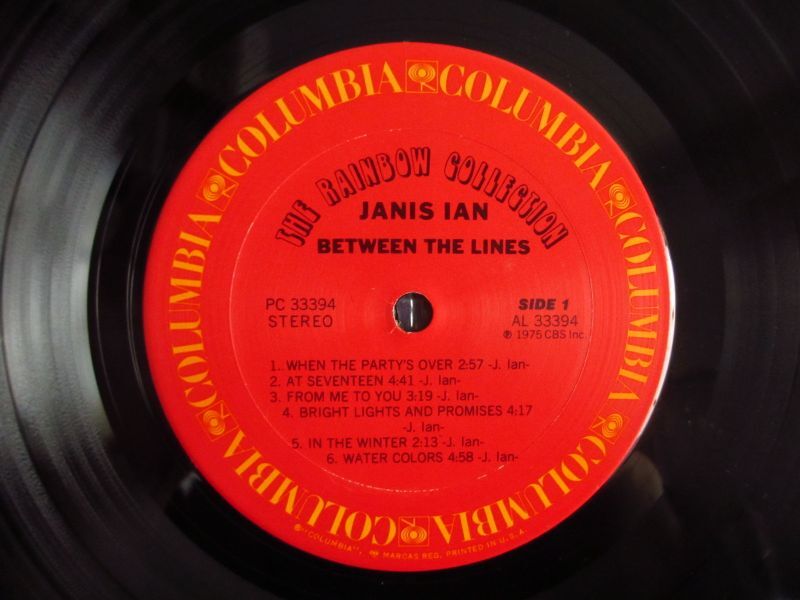 COLUMBIA COLUMBIA COLUMBIA COLUMBIA COLUMBIA COLUMBIA COLUMBIA COLUMBIA
THE RAINBOW COLLECTION
JANIS IAN
BETWEEN THE LINES
PC 33394
STEREO
SIDE 1
AL 33394
℗ 1975 CBS Inc.
1. WHEN THE PARTY'S OVER 2:57 -J. Ian-
2. AT SEVENTEEN 4:41 -J. Ian-
3. FROM ME TO YOU 3:19 -J. Ian-
4. BRIGHT LIGHTS AND PROMISES 4:17
-J. Ian-
5. IN THE WINTER 2:13 -J. Ian-
6. WATER COLORS 4:58 -J. Ian-
®"COLUMBIA", MARCAS REG. PRINTED IN U.S.A.